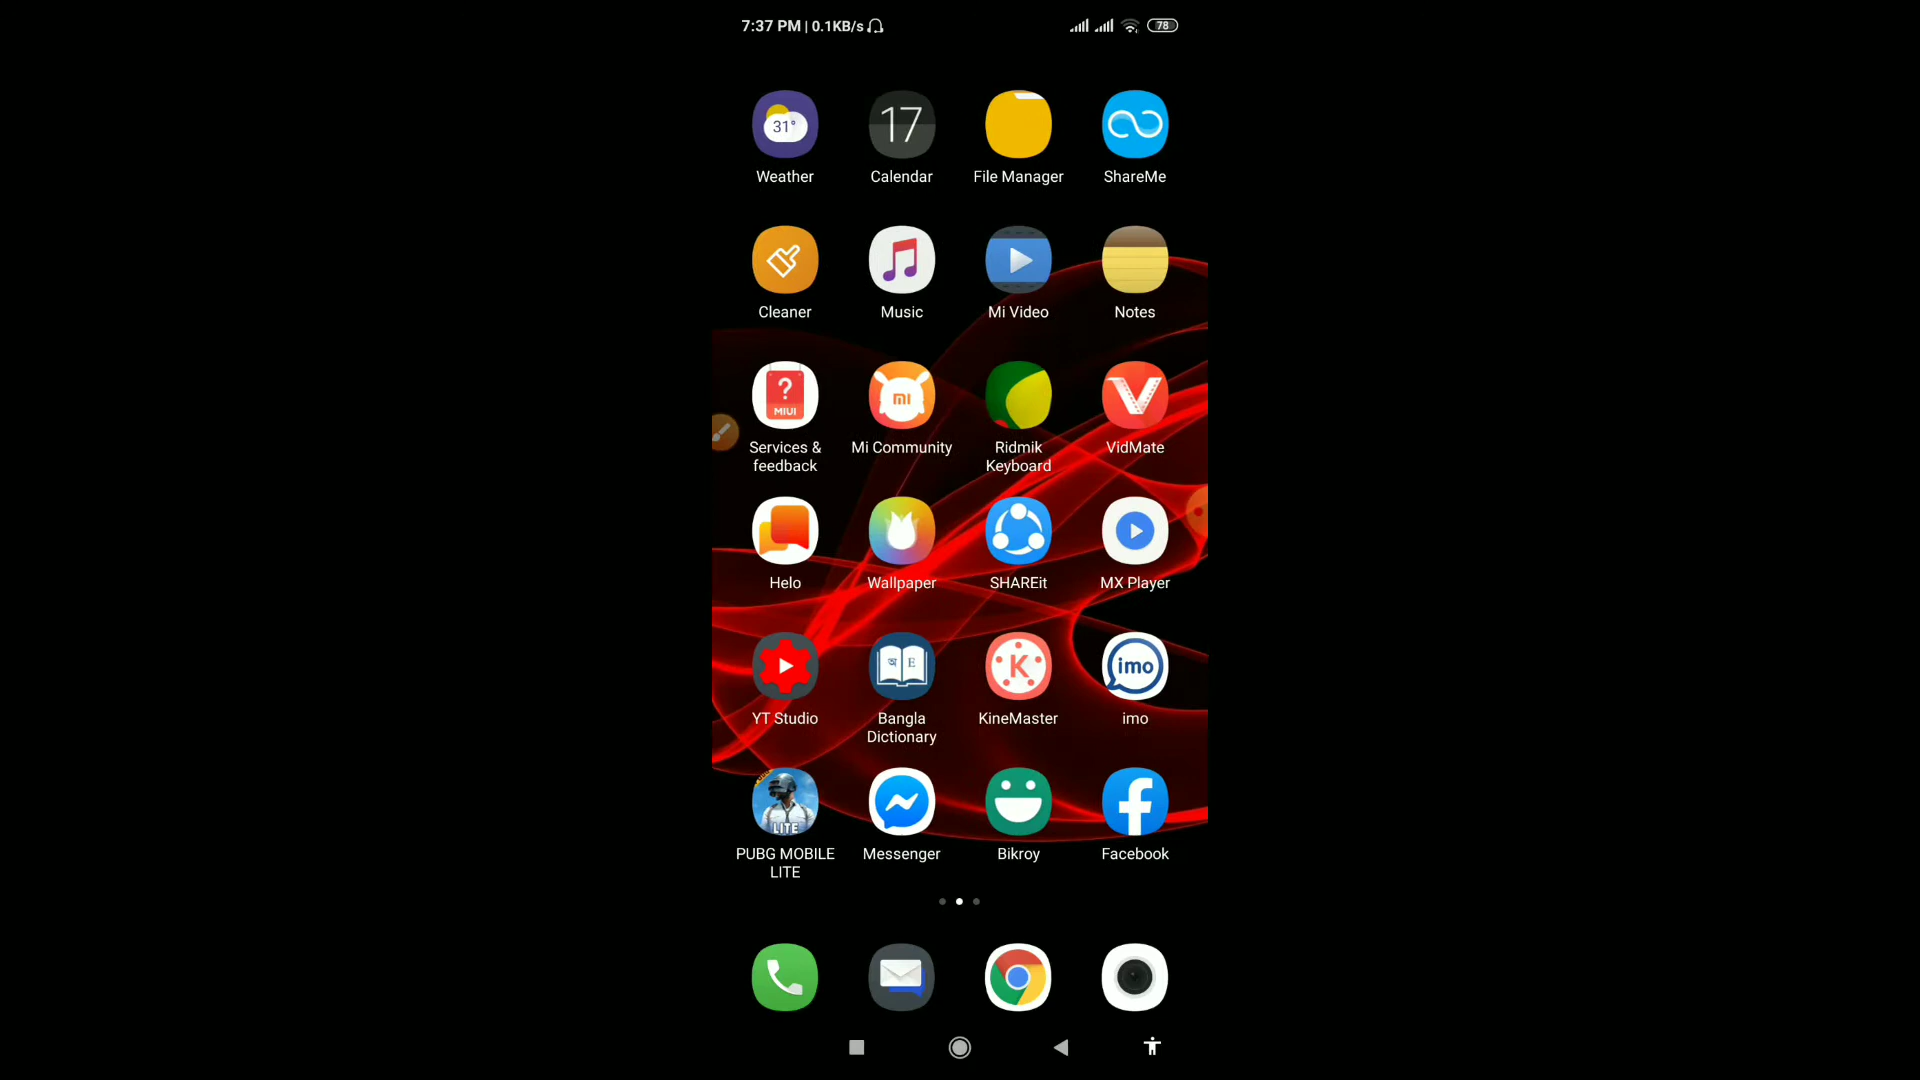 7:37 PM | 0.1KB/s
78
31°
17
Weather
Calendar
File Manager
ShareMe
Cleaner
Music
Mi Video
Notes
?
MIUI
mi
V
Services &
feedback
Mi Community
Ridmik
Keyboard
VidMate
Helo
Wallpaper
SHAREit
MX Player
অ E
K
imo
YT Studio
Bangla
Dictionary
KineMaster
imo
LITE
f
PUBG MOBILE
LITE
Messenger
Bikroy
Facebook